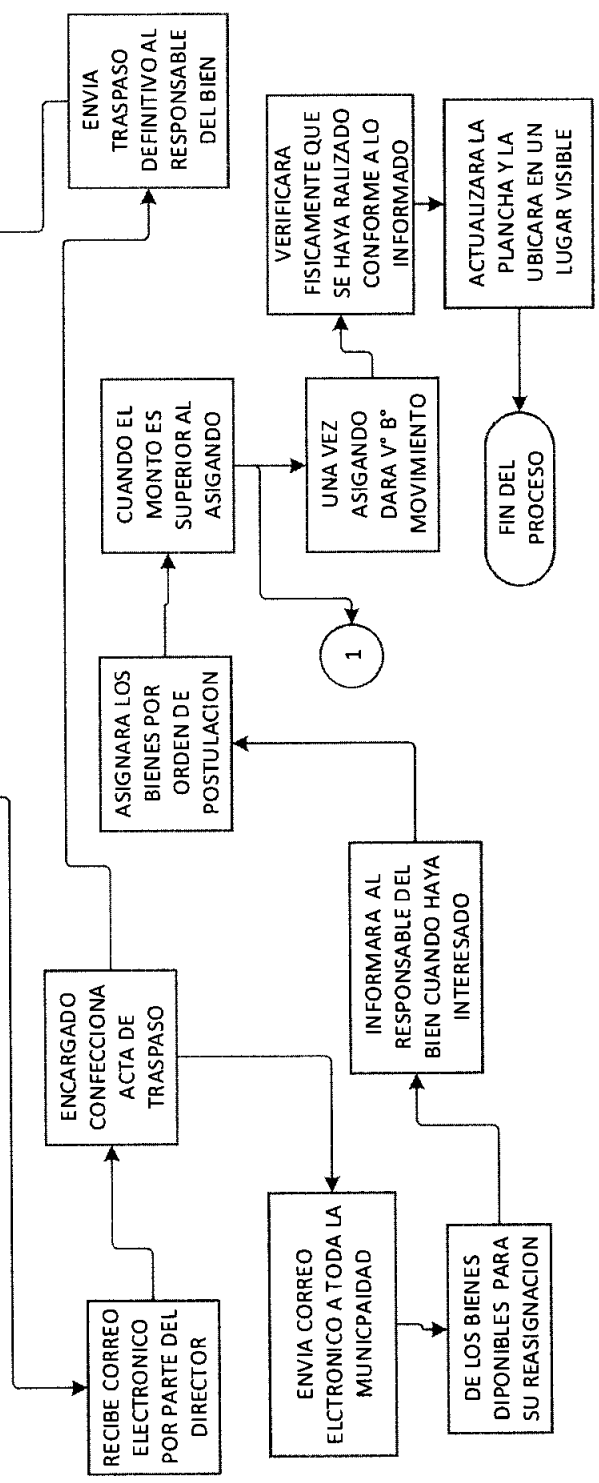 RECIBE CORREO
ELECTRONICO
POR PARTE DEL
DIRECTOR
ENCARGADO
CONFECCIONA
ACTA DE
TRASPASO
ENVIA
TRASPASO
DEFINITIVO AL
RESPONSABLE
DEL BIEN
ENVIA CORREO
ELCTRONICO A TODA LA
MUNICPAIDAD
DE LOS BIENES
DIPONIBLES PARA
SU REASIGNACION
INFORMARA AL
RESPONSABLE DEL
BIEN CUANDO HAYA
INTERESADO
ASIGNARA LOS
BIENES POR
ORDEN DE
POSTULACION
CUANDO EL
MONTO ES
SUPERIOR AL
ASIGANDO
1
UNA VEZ
ASIGANDO
DARA V° B°
MOVIMIENTO
VERIFICARA
FISICAMENTE QUE
SE HAYA RALIZADO
CONFORME A LO
INFORMADO
ACTUALIZARA LA
PLANCHA Y LA
UBICARA EN UN
LUGAR VISIBLE
FIN DEL
PROCESO